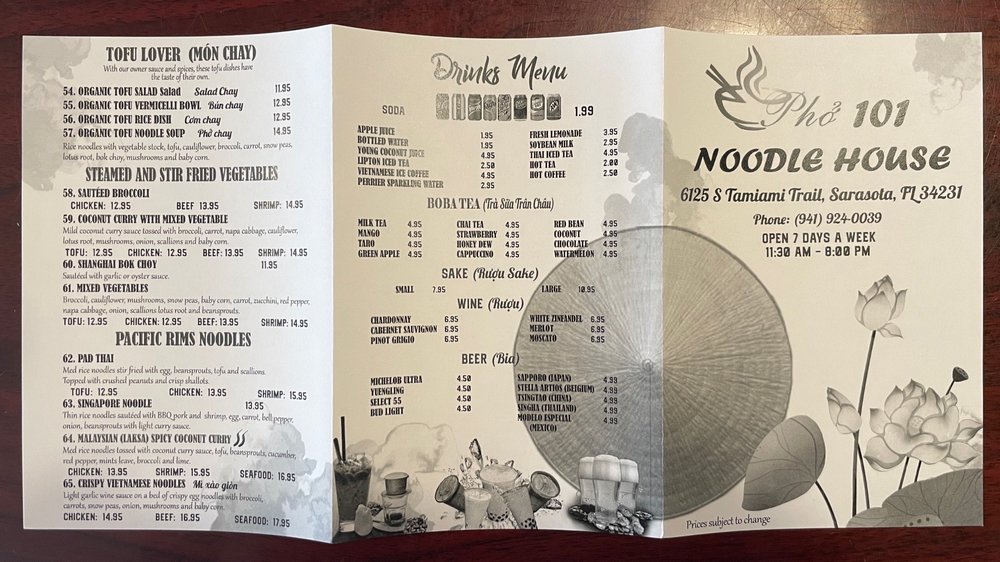 TOFU LOVER (MÓN CHAY)
With our owner sauce and spices, these tofu dishes have
the taste of their own.
54. ORGANIC TOFU SALAD Salad Salad Chay 11.95
55. ORGANIC TOFU VERMICELLI BOWL Bún chay 12.95
56. ORGANIC TOFU RICE DISH Cơm chay 12.95
57. ORGANIC TOFU NOODLE SOUP Phở chay 14.95
Rice noodles with vegetable stock, tofu, cauliflower, broccoli, carrot, snow peas,
lotus root, bok choy, mushrooms and baby corn.
STEAMED AND STIR FRIED VEGETABLES
58. SAUTÉED BROCCOLI
CHICKEN: 12.95 BEEF 13.95 SHRIMP: 14.95
59. COCONUT CURRY WITH MIXED VEGETABLE
Mild coconut curry sauce tossed with broccoli, carrot, napa cabbage, cauliflower,
lotus root, mushrooms, onion, scallions and baby corn.
TOFU: 12.95 CHICKEN: 12.95 BEEF: 13.95 SHRIMP: 14.95
60. SHANGHAI BOK CHOY 11.95
Sautéed with garlic or oyster sauce.
61. MIXED VEGETABLES
Broccoli, cauliflower, mushrooms, snow peas, baby corn, carrot, zucchini, red pepper,
napa cabbage, onion, scallions lotus root and beansprouts.
TOFU: 12.95 CHICKEN: 12.95 BEEF: 13.95 SHRIMP: 14.95
PACIFIC RIMS NOODLES
62. PAD THAI
Med rice noodles stir fried with egg, beansprouts, tofu and scallions.
Topped with crushed peanuts and crisp shallots.
TOFU: 12.95 CHICKEN: 13.95 SHRIMP: 15.95
63. SINGAPORE NOODLE 13.95
Thin rice noodles sautéed with BBQ pork and shrimp, egg, carrot, bell pepper,
onion, beansprouts with light curry sauce.
64. MALAYSIAN (LAKSA) SPICY COCONUT CURRY
Med rice noodles tossed with coconut curry sauce, tofu, beansprouts, cucumber,
red pepper, mints leave, broccoli and lime.
CHICKEN: 13.95 SHRIMP: 15.95 SEAFOOD: 16.95
65. CRISPY VIETNAMESE NOODLES Mì xào giòn
Light garlic wine sauce on a bed of crispy egg noodles with broccoli,
carrots, snow peas, onion, mushrooms and baby corn.
CHICKEN: 14.95 BEEF: 16.95 SEAFOOD: 17.95
Drinks Menu
SODA 1.99
APPLE JUICE 1.95
BOTTLED WATER 1.95
YOUNG COCONUT JUICE 4.95
LIPTON ICED TEA 2.50
VIETNAMESE ICE COFFEE 4.95
PERRIER SPARKLING WATER 2.95
FRESH LEMONADE 3.95
SOYBEAN MILK 2.95
THAI ICED TEA 4.95
HOT TEA 2.00
HOT COFFEE 2.50
BOBA TEA (Trà Sữa Trân Châu)
MILK TEA 4.95 CHAI TEA 4.95 RED BEAN 4.95
MANGO 4.95 STRAWBERRY 4.95 COCONUT 4.95
TARO 4.95 HONEY DEW 4.95 CHOCOLATE 4.95
GREEN APPLE 4.95 CAPPUCCINO 4.95 WATERMELON 4.95
SAKE (Rượu Sake)
SMALL 7.95 LARGE 10.95
WINE (Rượu)
CHARDONNAY 6.95 WHITE ZINFANDEL 6.95
CABERNET SAUVIGNON 6.95 MERLOT 6.95
PINOT GRIGIO 6.95 MOSCATO 6.95
BEER (Bia)
MICHELOB ULTRA 4.50
YUENGLING 4.50
SELECT 55 4.50
BUD LIGHT 4.50
SAPPORO (JAPAN) 4.99
STELLA ARTIOS (BELGIUM) 4.99
TSINGTAO (CHINA) 4.99
SINGHA (THAILAND) 4.99
MODELO ESPECIAL 4.99
(MEXICO)
Phở 101
NOODLE HOUSE
6125 S Tamiami Trail, Sarasota, FL 34231
Phone: (941) 924-0039
OPEN 7 DAYS A WEEK
11:30 AM - 8:00 PM
Prices subject to change